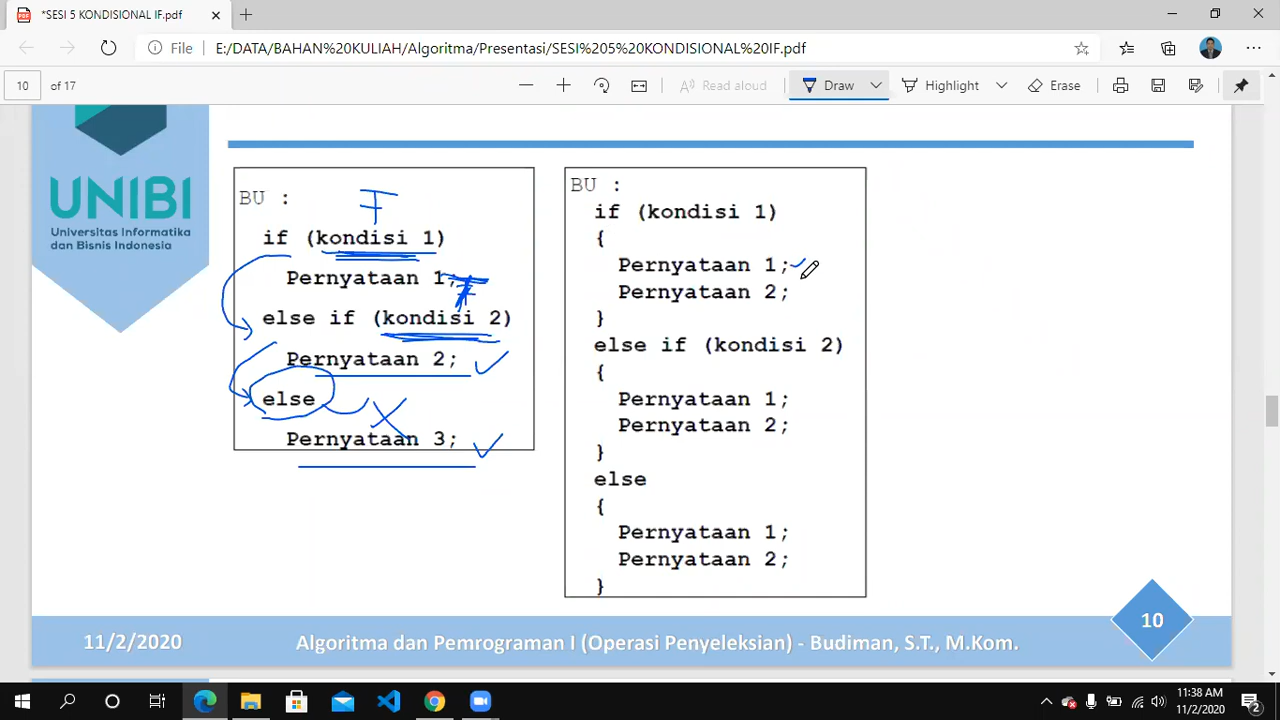 *SESI 5 KONDISIONAL IF.pdf
File
E:/DATA/BAHAN%20KULIAH/Algoritma/Presentasi/SESI%205%20KONDISIONAL%20IF.pdf
10 of 17
Read aloud
Draw
Highlight
Erase
UNIBI
Universitas Informatika
dan Bisnis Indonesia
BU :
F
if (kondisi 1)
Pernyataan 1;
else if (kondisi 2)
Pernyataan 2;
else
Pernyataan 3;
BU :
if (kondisi 1)
{
Pernyataan 1;
Pernyataan 2;
}
else if (kondisi 2)
{
Pernyataan 1;
Pernyataan 2;
}
else
{
Pernyataan 1;
Pernyataan 2;
}
10
11/2/2020
Algoritma dan Pemrograman I (Operasi Penyeleksian) - Budiman, S.T., M.Kom.
11:38 AM
11/2/2020
2